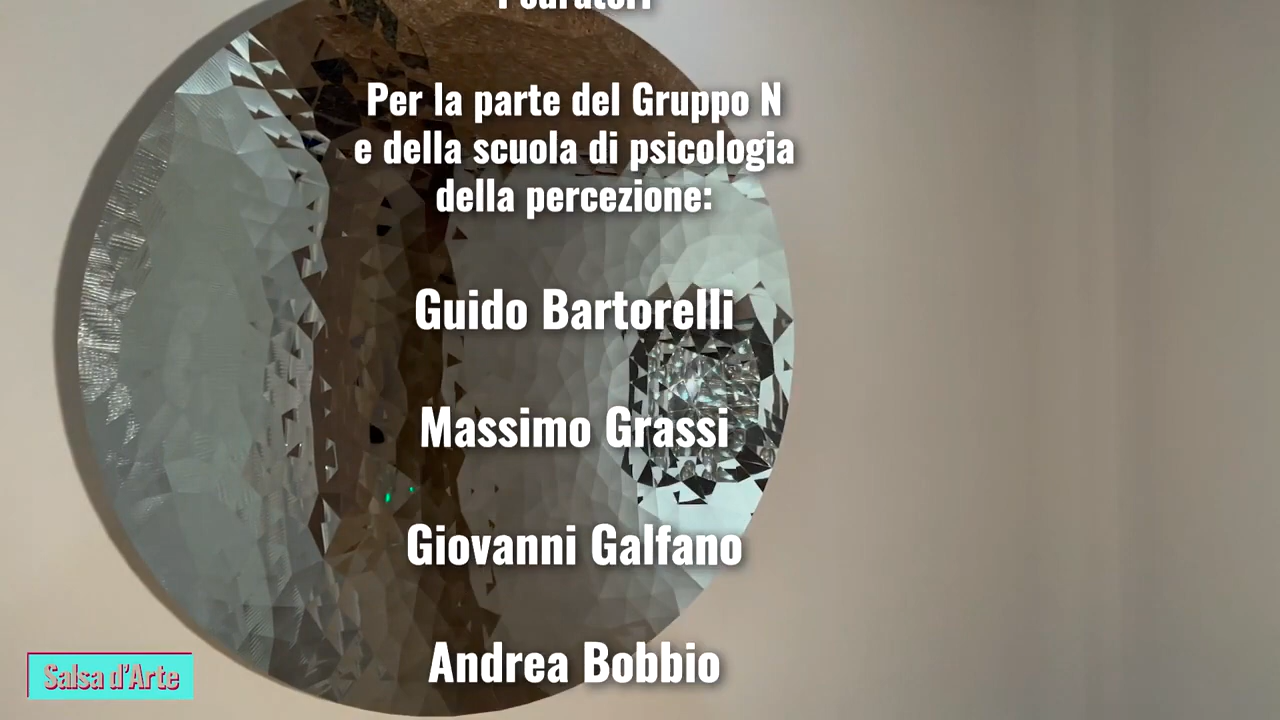 Per la parte del Gruppo N
e della scuola di psicologia
della percezione:
Guido Bartorelli
Massimo Grassi
Giovanni Galfano
Andrea Bobbio
Salsa d'Arte